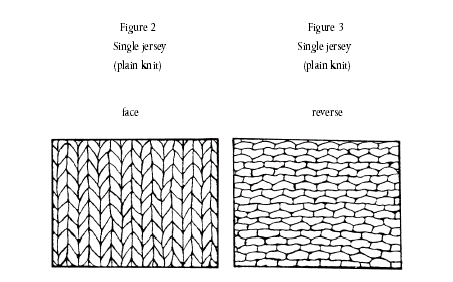 Figure 2
Single jersey
(plain knit)
face
Figure 3
Single jersey
(plain knit)
reverse